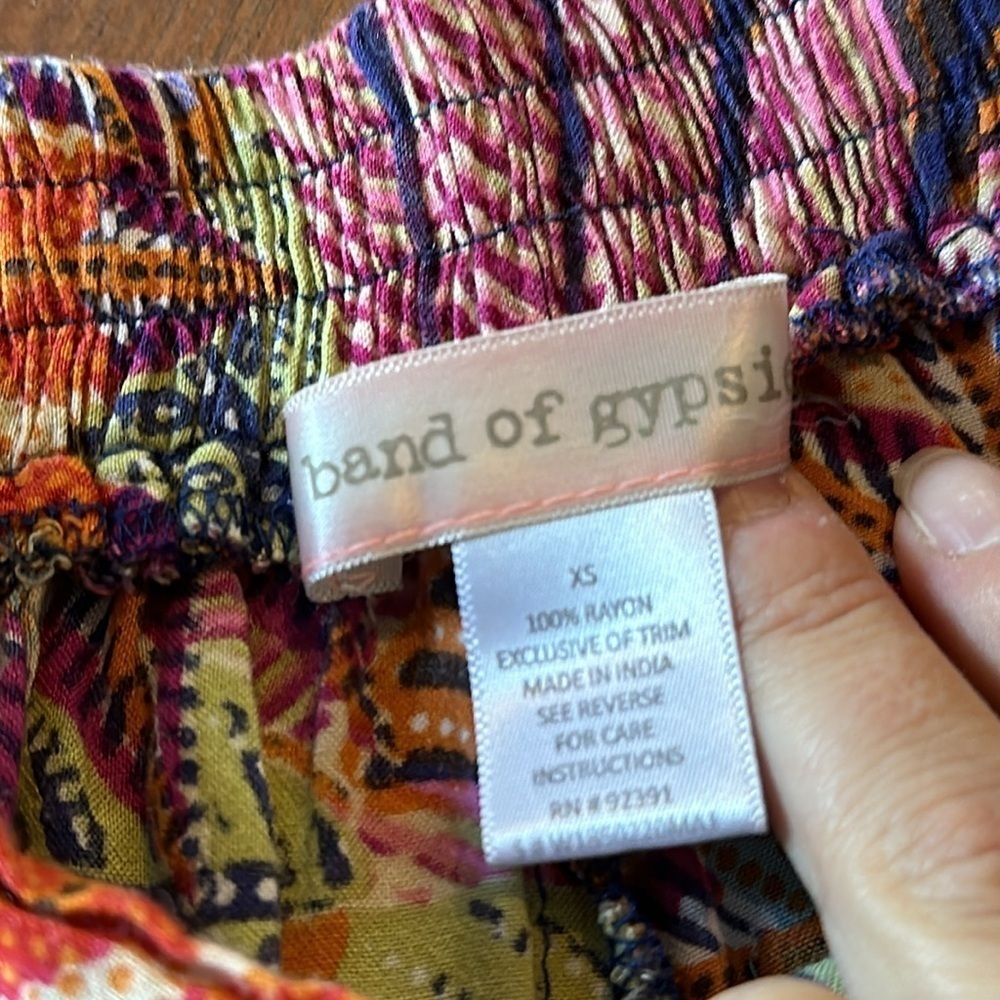 band of gypsi
XS
100% RAYON
EXCLUSIVE OF TRIM
MADE IN INDIA
SEE REVERSE
FOR CARE
INSTRUCTIONS
RN # 92391